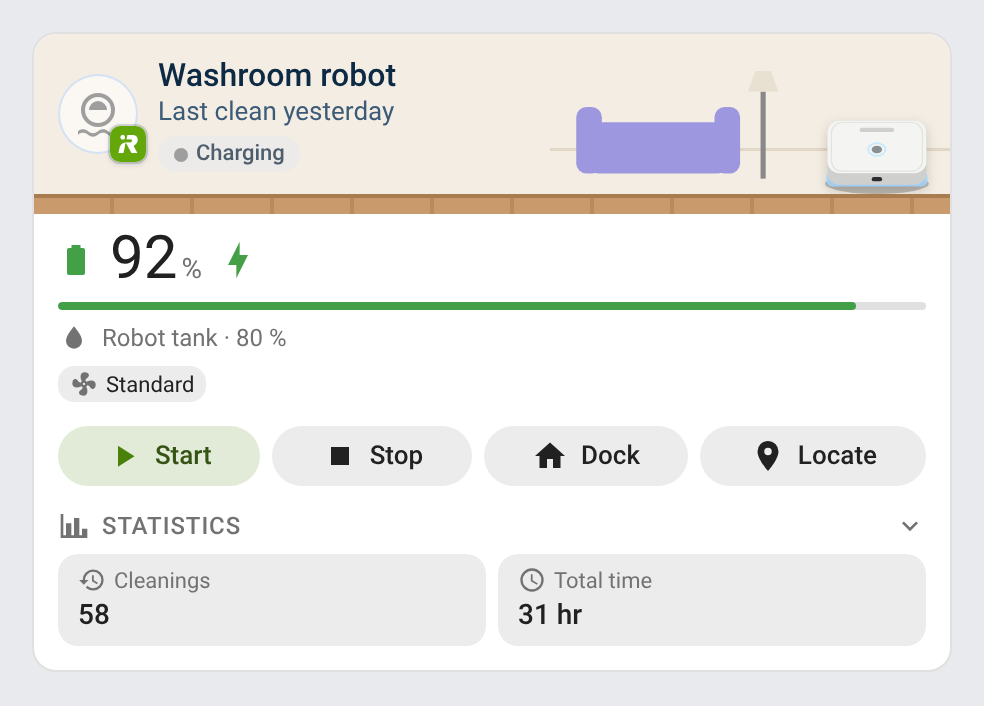 Washroom robot
Last clean yesterday
Charging
iR
92 %
Robot tank · 80 %
Standard
Start
Stop
Dock
Locate
STATISTICS
Cleanings
58
Total time
31 hr